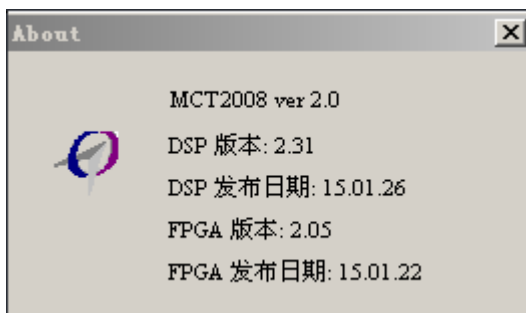 About
MCT2008 ver 2.0
DSP 版本: 2.31
DSP 发布日期: 15.01.26
FPGA 版本: 2.05
FPGA 发布日期: 15.01.22